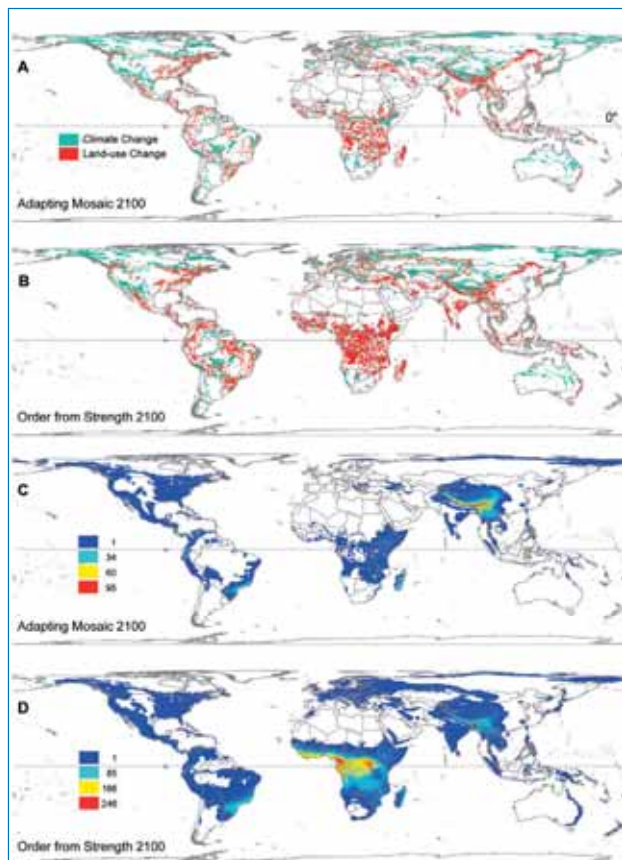 A
0°
Climate Change
Land-use Change
Adapting Mosaic 2100
B
Order from Strength 2100
C
1
34
60
95
Adapting Mosaic 2100
D
1
85
166
246
Order from Strength 2100